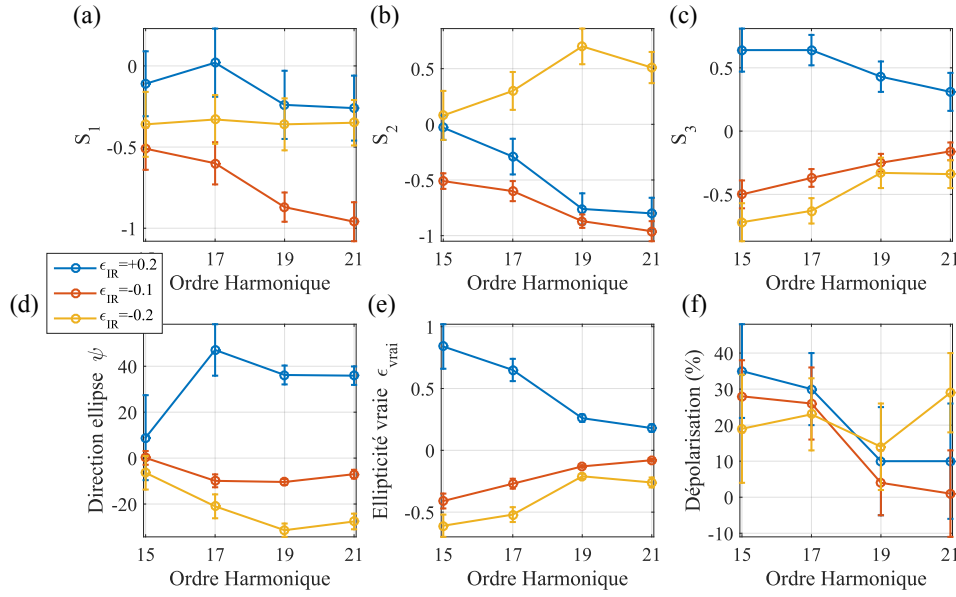 (a)
(b)
(c)
S1
0
-0.5
-1
15 17 19 21
Ordre Harmonique
S2
0.5
0
-0.5
-1
15 17 19 21
Ordre Harmonique
S3
0.5
0
-0.5
15 17 19 21
Ordre Harmonique
ϵIR=+0.2
ϵIR=-0.1
ϵIR=-0.2
(d)
(e)
(f)
Direction ellipse ψ
40
20
0
-20
15 17 19 21
Ordre Harmonique
Ellipticité vraie ϵvrai
1
0.5
0
-0.5
15 17 19 21
Ordre Harmonique
Dépolarisation (%)
40
30
20
10
0
-10
15 17 19 21
Ordre Harmonique